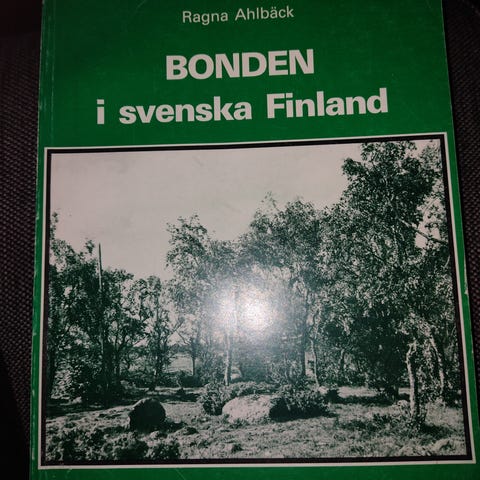 Ragna Ahlbäck
BONDEN
i svenska Finland